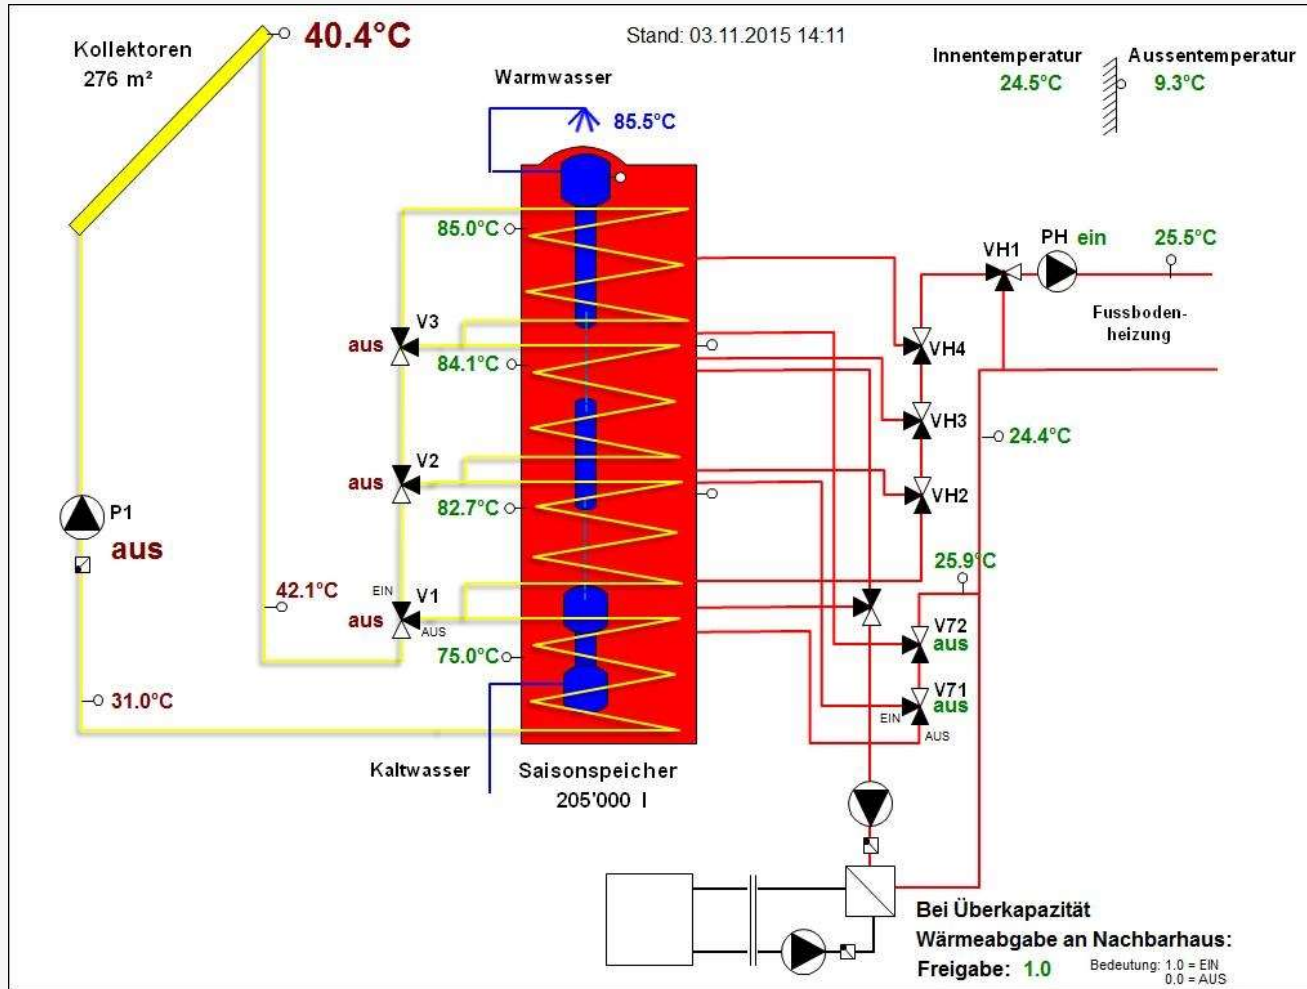 Stand: 03.11.2015 14:11
Kollektoren
276 m²
40.4°C
Innentemperatur
24.5°C
Aussentemperatur
9.3°C
Warmwasser
85.5°C
85.0°C
V3
aus
84.1°C
V2
aus
82.7°C
P1
aus
42.1°C
EIN
V1
aus
AUS
75.0°C
31.0°C
Kaltwasser
Saisonspeicher
205'000 l
VH1
PH ein
25.5°C
Fussboden-
heizung
VH4
VH3
24.4°C
VH2
25.9°C
V72
aus
V71
aus
EIN
AUS
Bei Überkapazität
Wärmeabgabe an Nachbarhaus:
Freigabe: 1.0
Bedeutung: 1.0 = EIN
0.0 = AUS